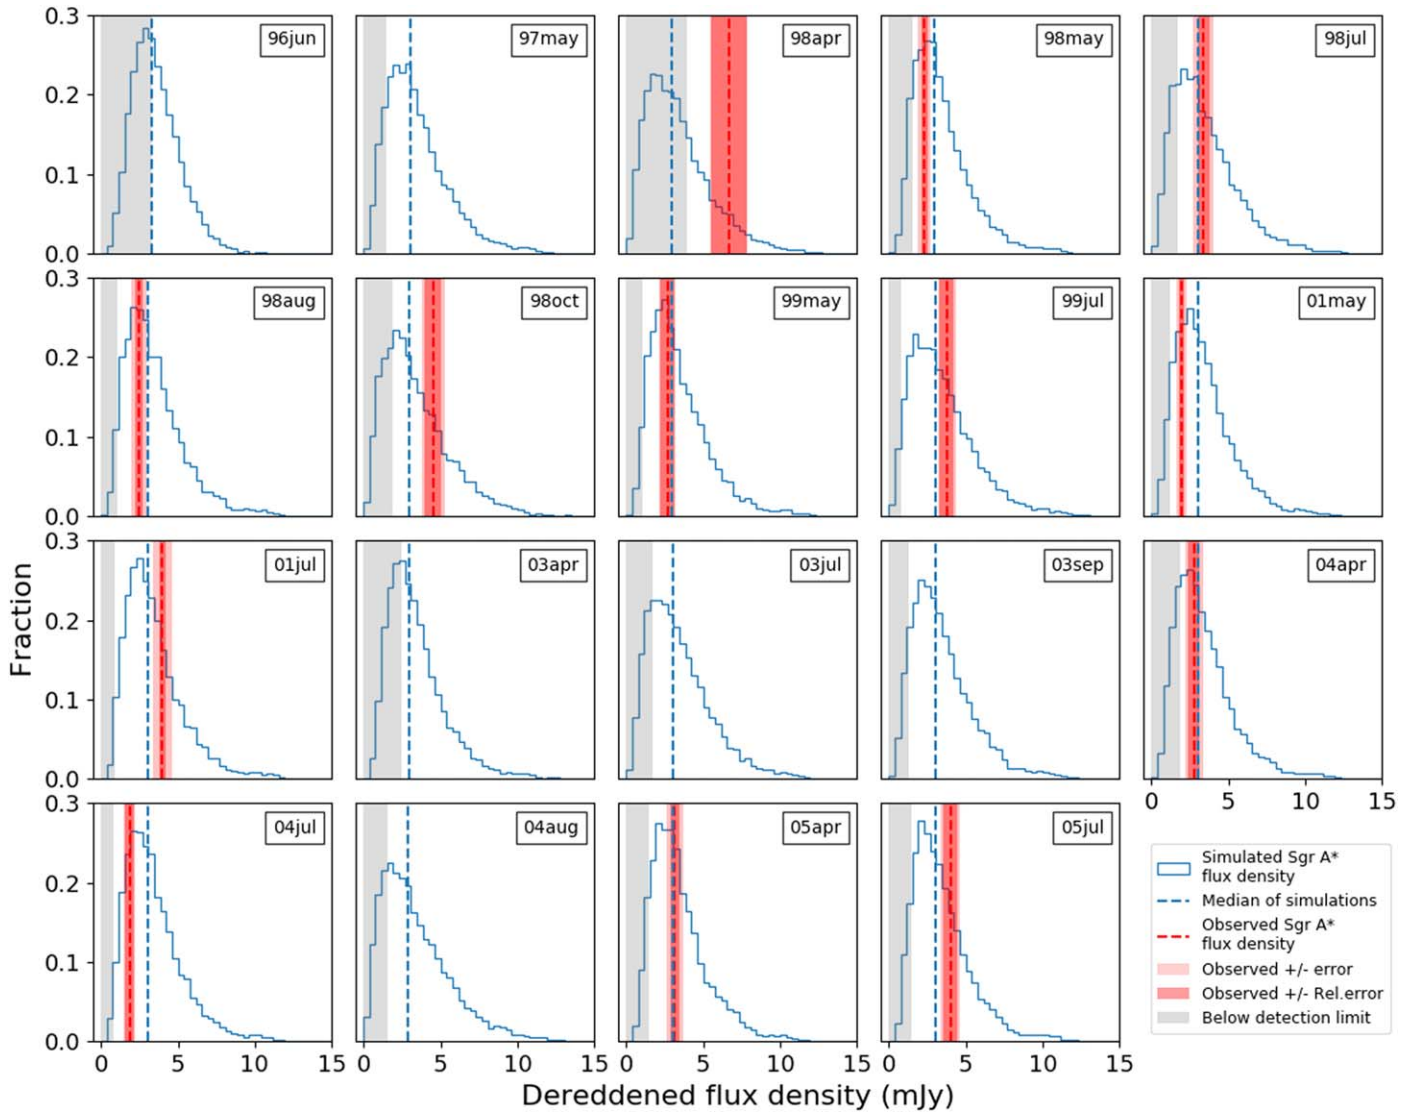 0.3
0.2
0.1
0.0
96jun
97may
98apr
98may
98jul
0.3
0.2
0.1
0.0
98aug
98oct
99may
99jul
01may
0.3
0.2
0.1
0.0
01jul
03apr
03jul
03sep
04apr
0 5 10 15
0.3
0.2
0.1
0.0
04jul
04aug
05apr
05jul
0 5 10 15
0 5 10 15
0 5 10 15
0 5 10 15
Fraction
Dereddened flux density (mJy)
Simulated Sgr A*
flux density
Median of simulations
Observed Sgr A*
flux density
Observed +/- error
Observed +/- Rel.error
Below detection limit